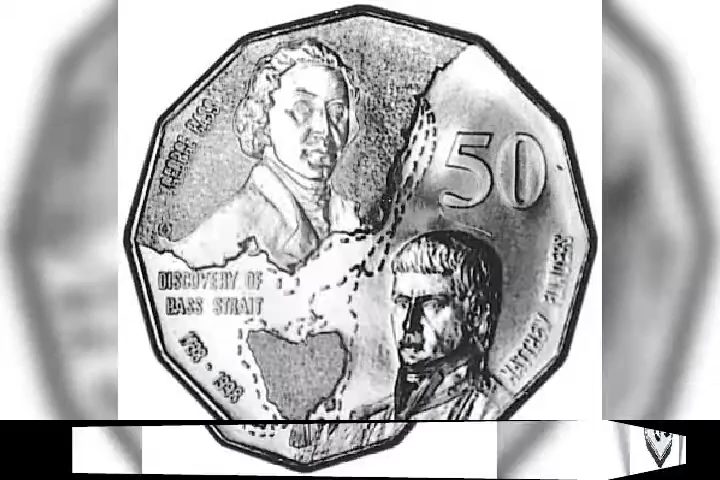 GEORGE BASS
50
DISCOVERY OF
BASS STRAIT
1798 - 1998
MATTHEW FLINDERS